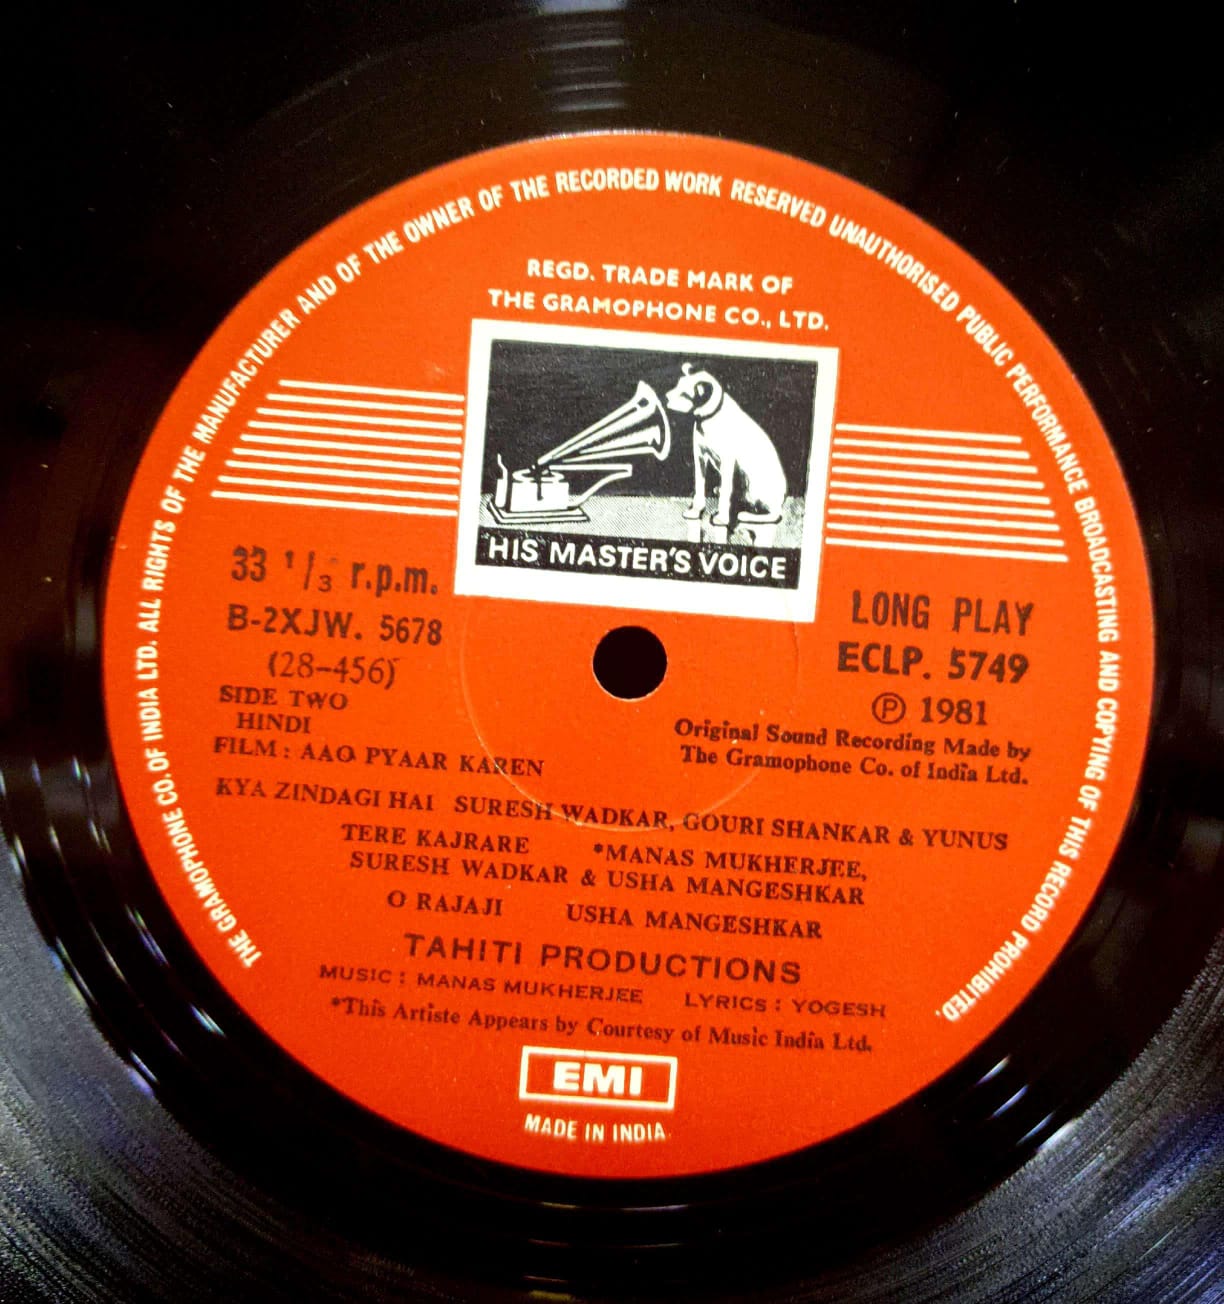 THE GRAMOPHONE CO. OF INDIA LTD. ALL RIGHTS OF THE MANUFACTURER AND OF THE OWNER OF THE RECORDED WORK RESERVED UNAUTHORISED PUBLIC PERFORMANCE BROADCASTING AND COPYING OF THIS RECORD PROHIBITED.
REGD. TRADE MARK OF
THE GRAMOPHONE CO., LTD.
HIS MASTER'S VOICE
33 1/3 r.p.m.
B-2XJW. 5678
(28-456)
SIDE TWO
HINDI
LONG PLAY
ECLP. 5749
Ⓟ 1981
Original Sound Recording Made by
The Gramophone Co. of India Ltd.
FILM : AAO PYAAR KAREN
KYA ZINDAGI HAI SURESH WADKAR, GOURI SHANKAR & YUNUS
TERE KAJRARE *MANAS MUKHERJEE,
SURESH WADKAR & USHA MANGESHKAR
O RAJAJI USHA MANGESHKAR
TAHITI PRODUCTIONS
MUSIC : MANAS MUKHERJEE LYRICS : YOGESH
*This Artiste Appears by Courtesy of Music India Ltd.
EMI
MADE IN INDIA